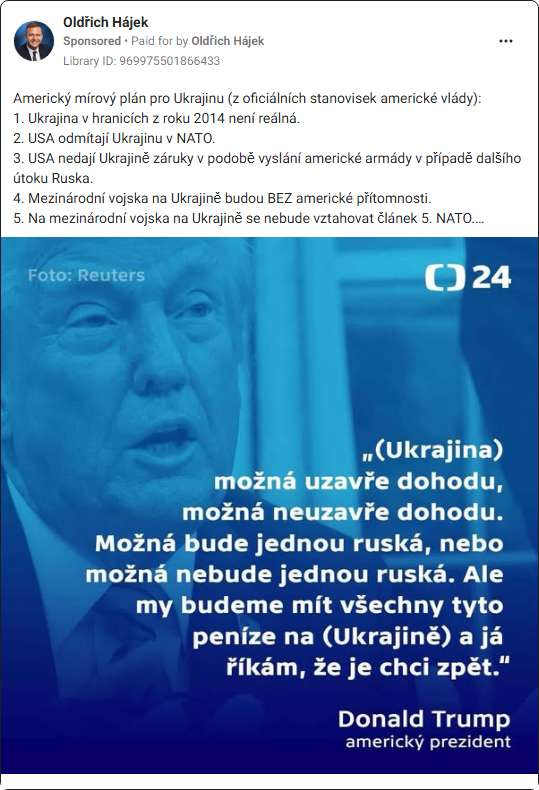 Oldřich Hájek
Sponsored • Paid for by Oldřich Hájek
Library ID: 969975501866433
Americký mírový plán pro Ukrajinu (z oficiálních stanovisek americké vlády):
1. Ukrajina v hranicích z roku 2014 není reálná.
2. USA odmítají Ukrajinu v NATO.
3. USA nedají Ukrajině záruky v podobě vyslání americké armády v případě dalšího
útoku Ruska.
4. Mezinárodní vojska na Ukrajině budou BEZ americké přítomnosti.
5. Na mezinárodní vojska na Ukrajině se nebude vztahovat článek 5. NATO....
Foto: Reuters
24
„(Ukrajina)
možná uzavře dohodu,
možná neuzavře dohodu.
Možná bude jednou ruská, nebo
možná nebude jednou ruská. Ale
my budeme mít všechny tyto
peníze na (Ukrajině) a já
říkám, že je chci zpět.“
Donald Trump
americký prezident